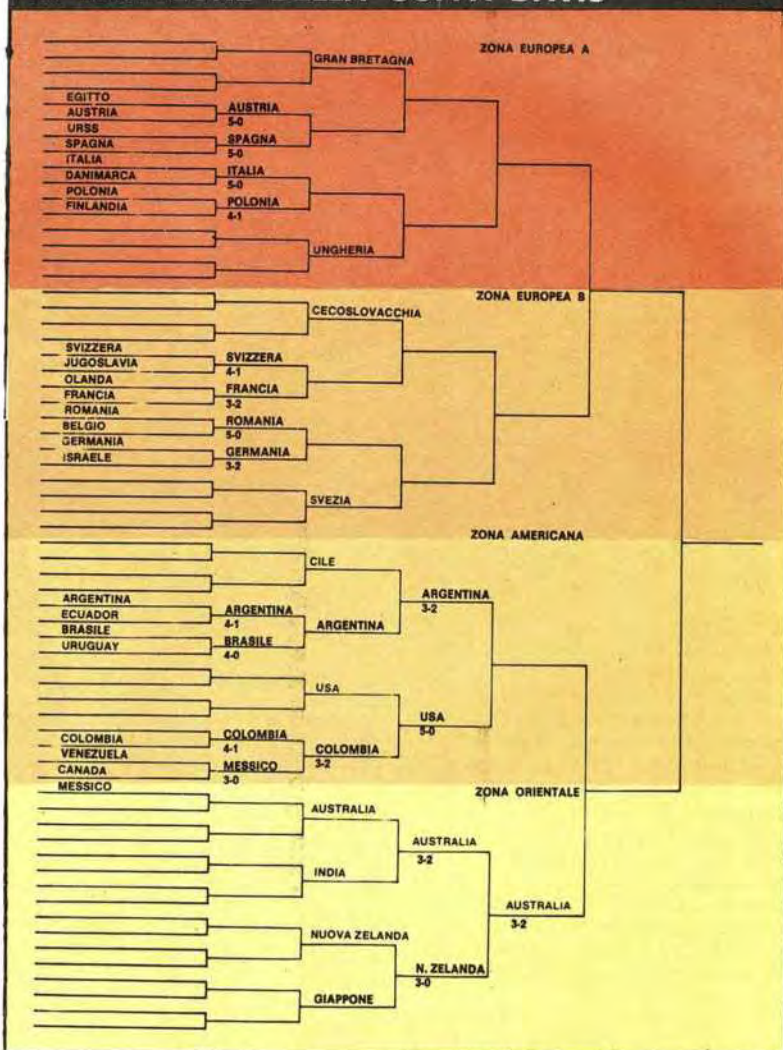 DELLA COPPA DAVIS
ZONA EUROPEA A
GRAN BRETAGNA
EGITTO
AUSTRIA
AUSTRIA
5-0
URSS
SPAGNA
SPAGNA
5-0
ITALIA
DANIMARCA
ITALIA
5-0
POLONIA
FINLANDIA
POLONIA
4-1
UNGHERIA
ZONA EUROPEA B
CECOSLOVACCHIA
SVIZZERA
JUGOSLAVIA
SVIZZERA
4-1
OLANDA
FRANCIA
FRANCIA
3-2
ROMANIA
BELGIO
ROMANIA
5-0
GERMANIA
ISRAELE
GERMANIA
3-2
SVEZIA
ZONA AMERICANA
CILE
ARGENTINA
3-2
ARGENTINA
ECUADOR
ARGENTINA
4-1
ARGENTINA
BRASILE
URUGUAY
BRASILE
4-0
USA
USA
5-0
COLOMBIA
COLOMBIA
4-1
VENEZUELA
COLOMBIA
3-2
CANADA
MESSICO
3-0
MESSICO
ZONA ORIENTALE
AUSTRALIA
AUSTRALIA
3-2
INDIA
AUSTRALIA
3-2
NUOVA ZELANDA
N. ZELANDA
3-0
GIAPPONE